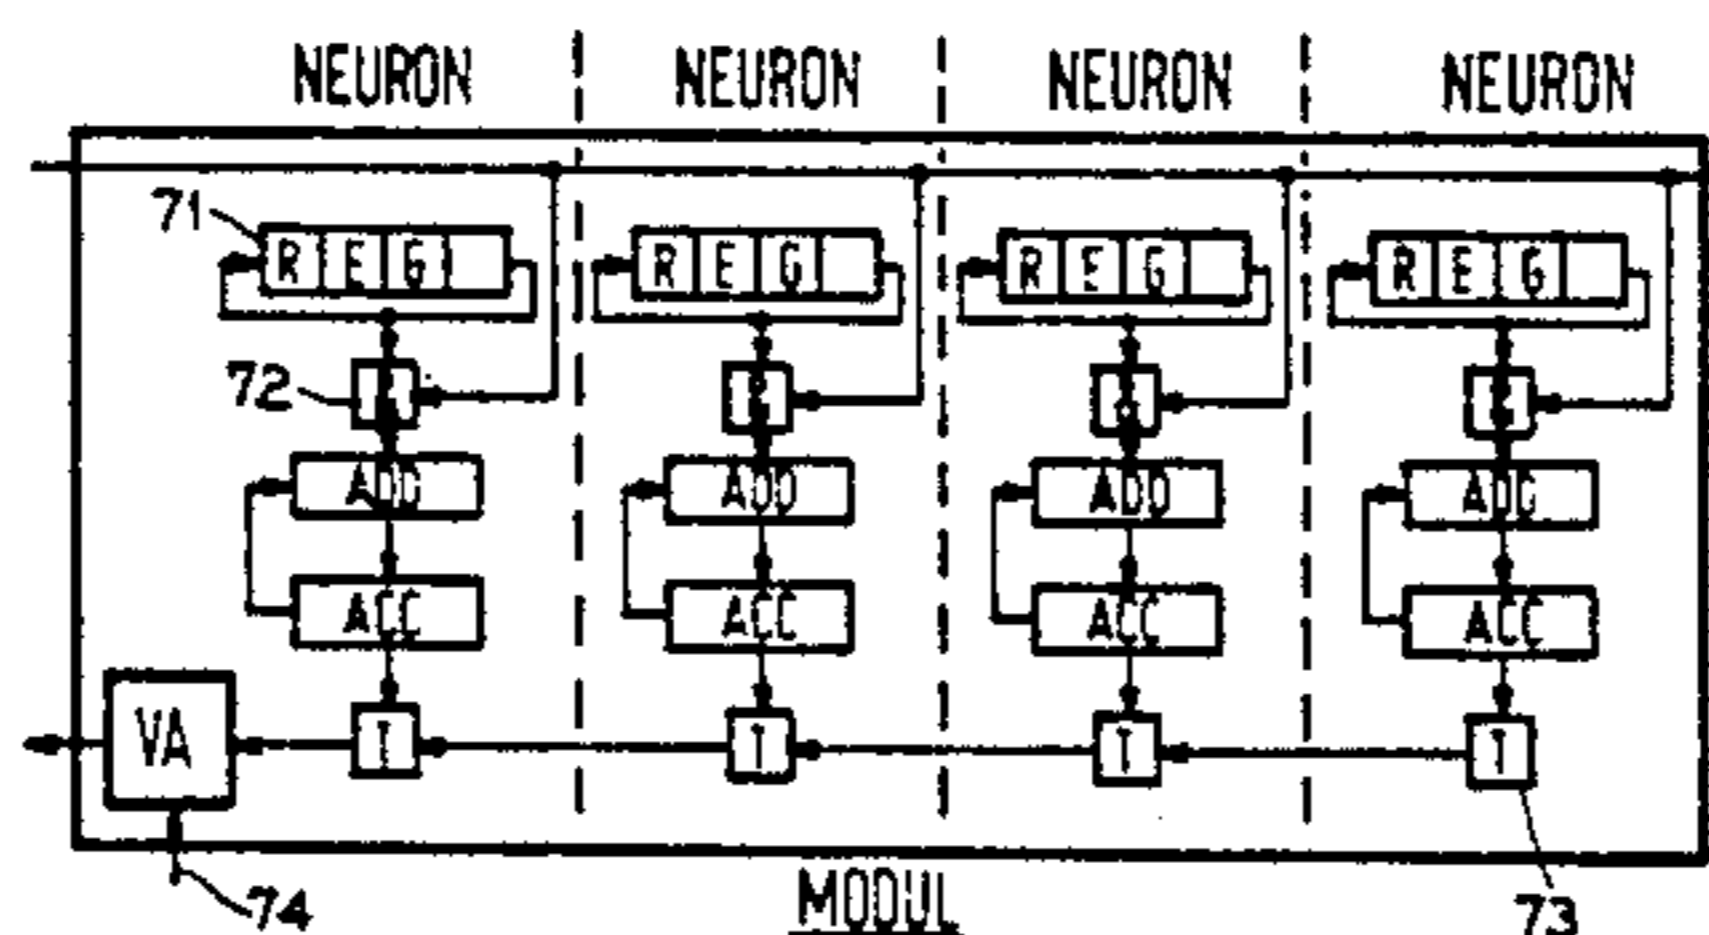 NEURON NEURON NEURON NEURON
71
REG REG REG REG
72
ADD ADD ADD ADD
ACC ACC ACC ACC
VA T T T T
74
MODUL
73